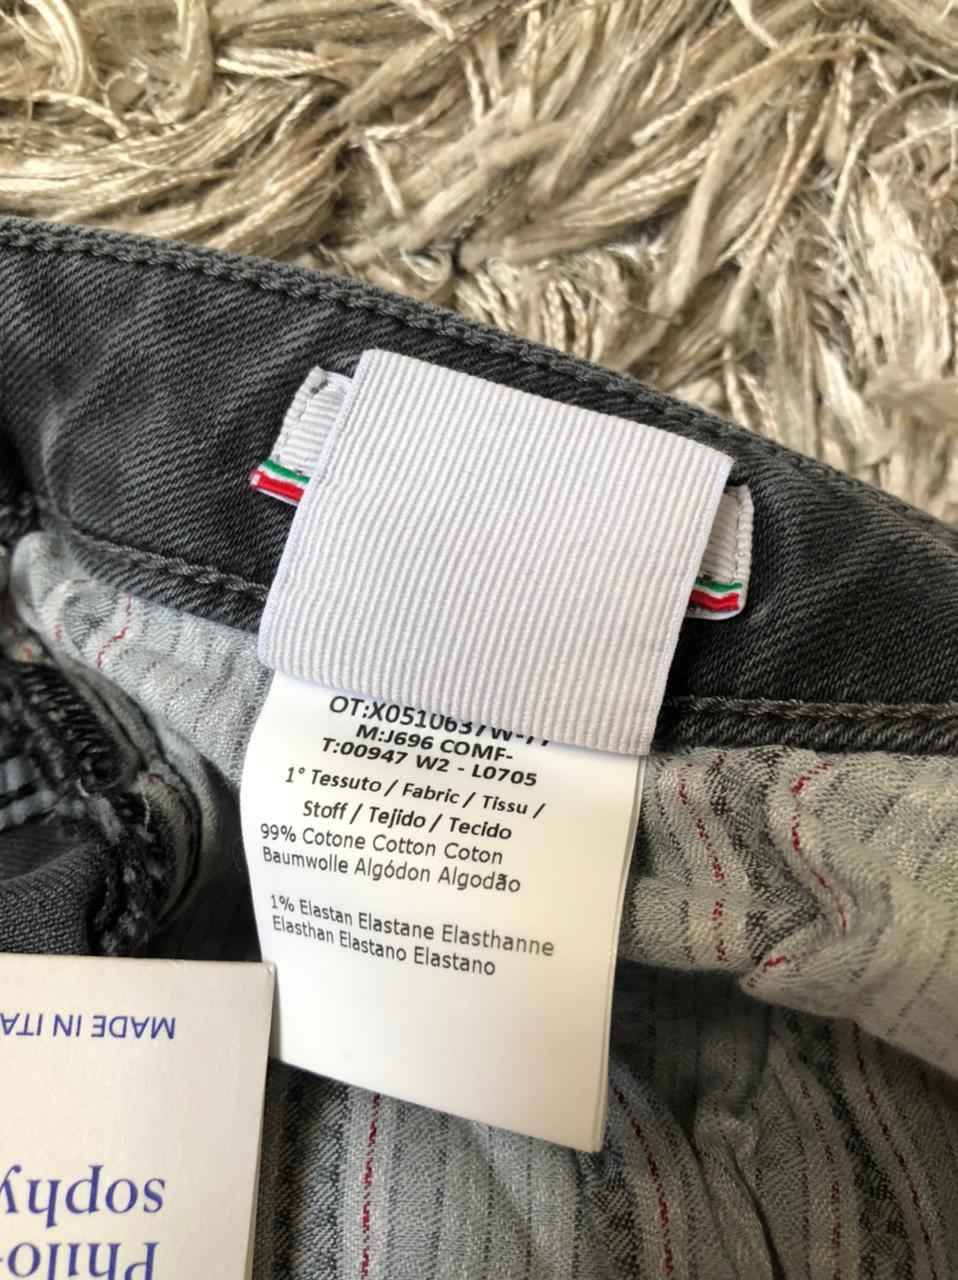 OT:X0510637W-77
M:J696 COMF-
T:00947 W2 - L0705
1° Tessuto / Fabric / Tissu /
Stoff / Tejido / Tecido
99% Cotone Cotton Coton
Baumwolle Algódon Algodão
1% Elastan Elastane Elasthanne
Elasthan Elastano Elastano
Philo-
sophy
MADE IN ITA